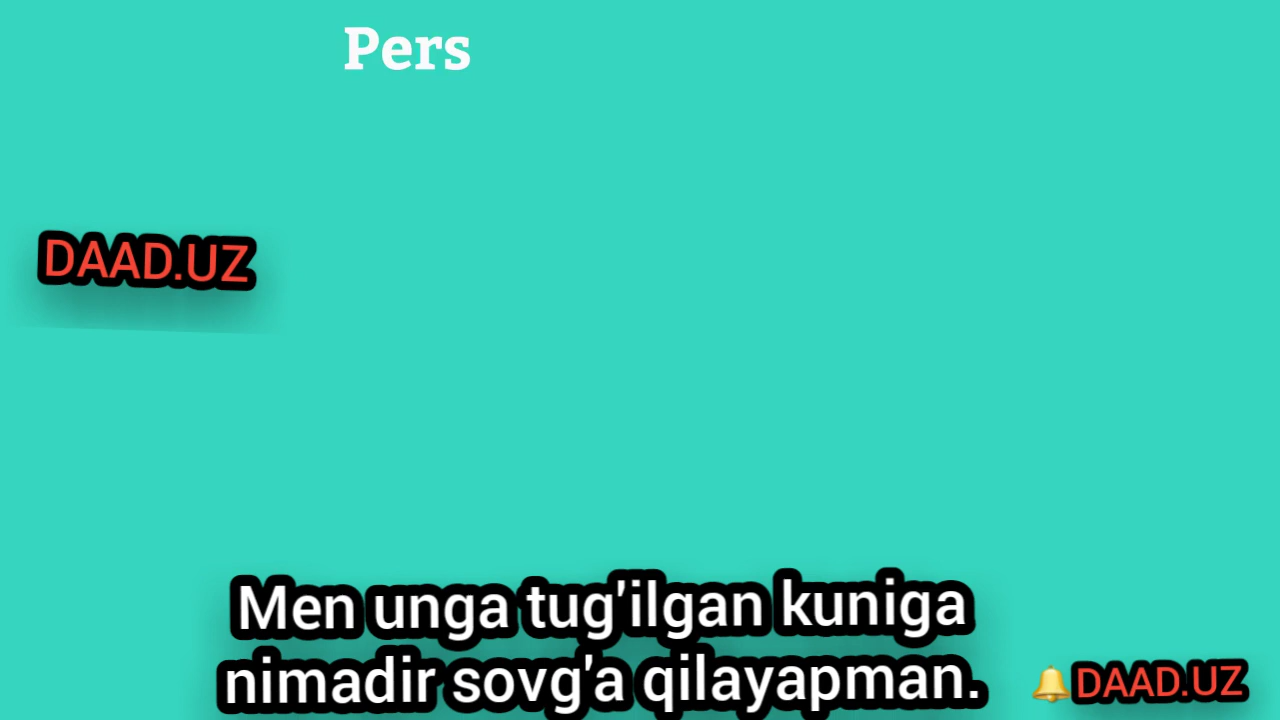 Pers
DAAD.UZ
Men unga tug'ilgan kuniga
nimadir sovg'a qilayapman.
🔔DAAD.UZ